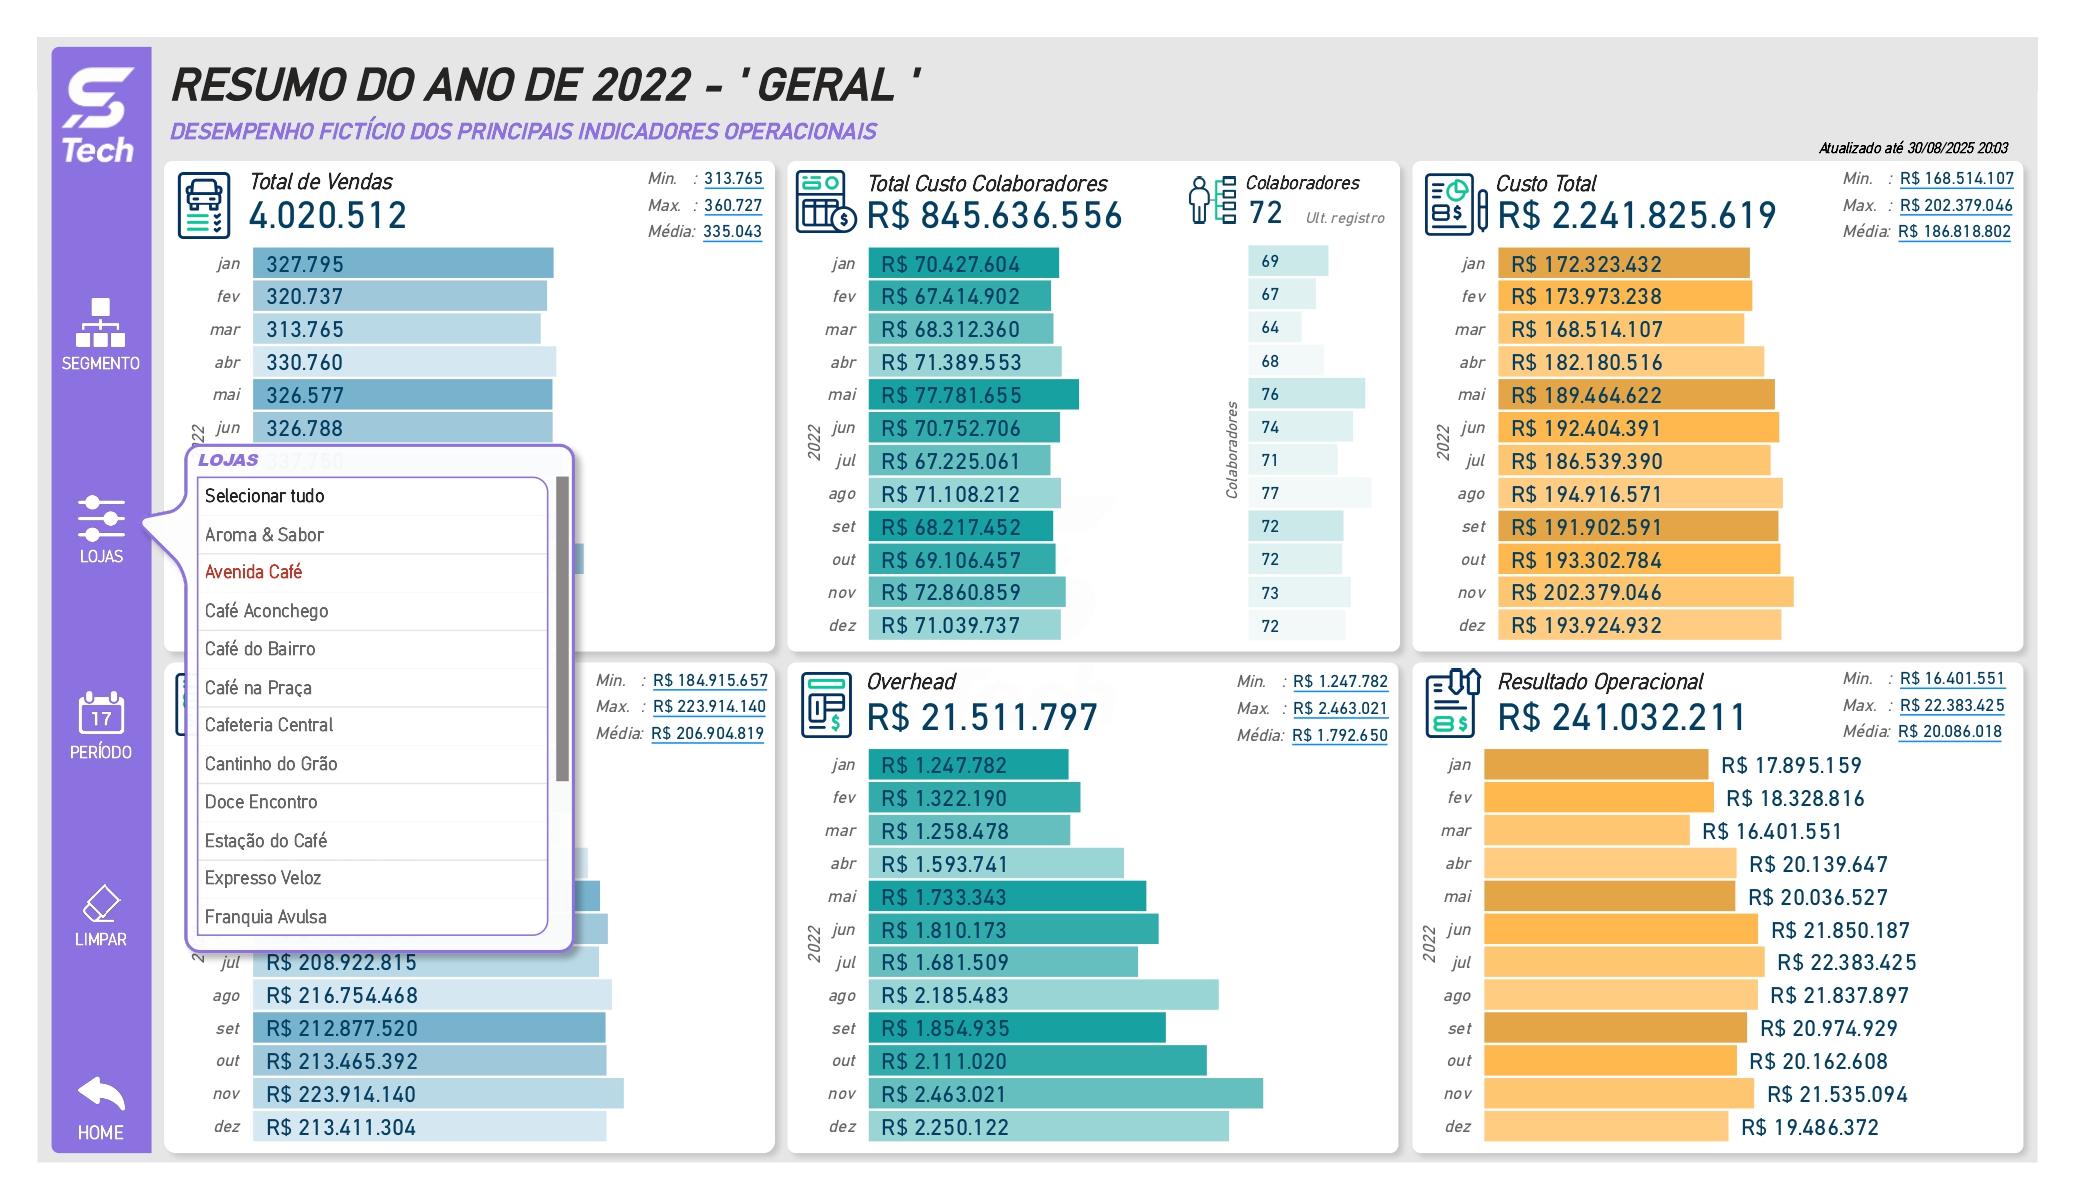 Tech
RESUMO DO ANO DE 2022 - ' GERAL '
DESEMPENHO FICTÍCIO DOS PRINCIPAIS INDICADORES OPERACIONAIS
Atualizado até 30/08/2025 20:03
SEGMENTO
LOJAS
17
PERÍODO
LIMPAR
HOME
Total de Vendas
4.020.512
Min. : 313.765
Max. : 360.727
Média: 335.043
jan 327.795
fev 320.737
mar 313.765
abr 330.760
mai 326.577
jun 326.788
337.750
LOJAS
Selecionar tudo
Aroma & Sabor
Avenida Café
Café Aconchego
Café do Bairro
Café na Praça
Cafeteria Central
Cantinho do Grão
Doce Encontro
Estação do Café
Expresso Veloz
Franquia Avulsa
Total Custo Colaboradores
R$ 845.636.556
2022
jan R$ 70.427.604
fev R$ 67.414.902
mar R$ 68.312.360
abr R$ 71.389.553
mai R$ 77.781.655
jun R$ 70.752.706
jul R$ 67.225.061
ago R$ 71.108.212
set R$ 68.217.452
out R$ 69.106.457
nov R$ 72.860.859
dez R$ 71.039.737
Colaboradores
72 Ult. registro
Colaboradores
69
67
64
68
76
74
71
77
72
72
73
72
Custo Total
R$ 2.241.825.619
Min. : R$ 168.514.107
Max. : R$ 202.379.046
Média: R$ 186.818.802
2022
jan R$ 172.323.432
fev R$ 173.973.238
mar R$ 168.514.107
abr R$ 182.180.516
mai R$ 189.464.622
jun R$ 192.404.391
jul R$ 186.539.390
ago R$ 194.916.571
set R$ 191.902.591
out R$ 193.302.784
nov R$ 202.379.046
dez R$ 193.924.932
Min. : R$ 184.915.657
Max. : R$ 223.914.140
Média: R$ 206.904.819
jul R$ 208.922.815
ago R$ 216.754.468
set R$ 212.877.520
out R$ 213.465.392
nov R$ 223.914.140
dez R$ 213.411.304
Overhead
R$ 21.511.797
Min. : R$ 1.247.782
Max. : R$ 2.463.021
Média: R$ 1.792.650
2022
jan R$ 1.247.782
fev R$ 1.322.190
mar R$ 1.258.478
abr R$ 1.593.741
mai R$ 1.733.343
jun R$ 1.810.173
jul R$ 1.681.509
ago R$ 2.185.483
set R$ 1.854.935
out R$ 2.111.020
nov R$ 2.463.021
dez R$ 2.250.122
Resultado Operacional
R$ 241.032.211
Min. : R$ 16.401.551
Max. : R$ 22.383.425
Média: R$ 20.086.018
2022
jan R$ 17.895.159
fev R$ 18.328.816
mar R$ 16.401.551
abr R$ 20.139.647
mai R$ 20.036.527
jun R$ 21.850.187
jul R$ 22.383.425
ago R$ 21.837.897
set R$ 20.974.929
out R$ 20.162.608
nov R$ 21.535.094
dez R$ 19.486.372